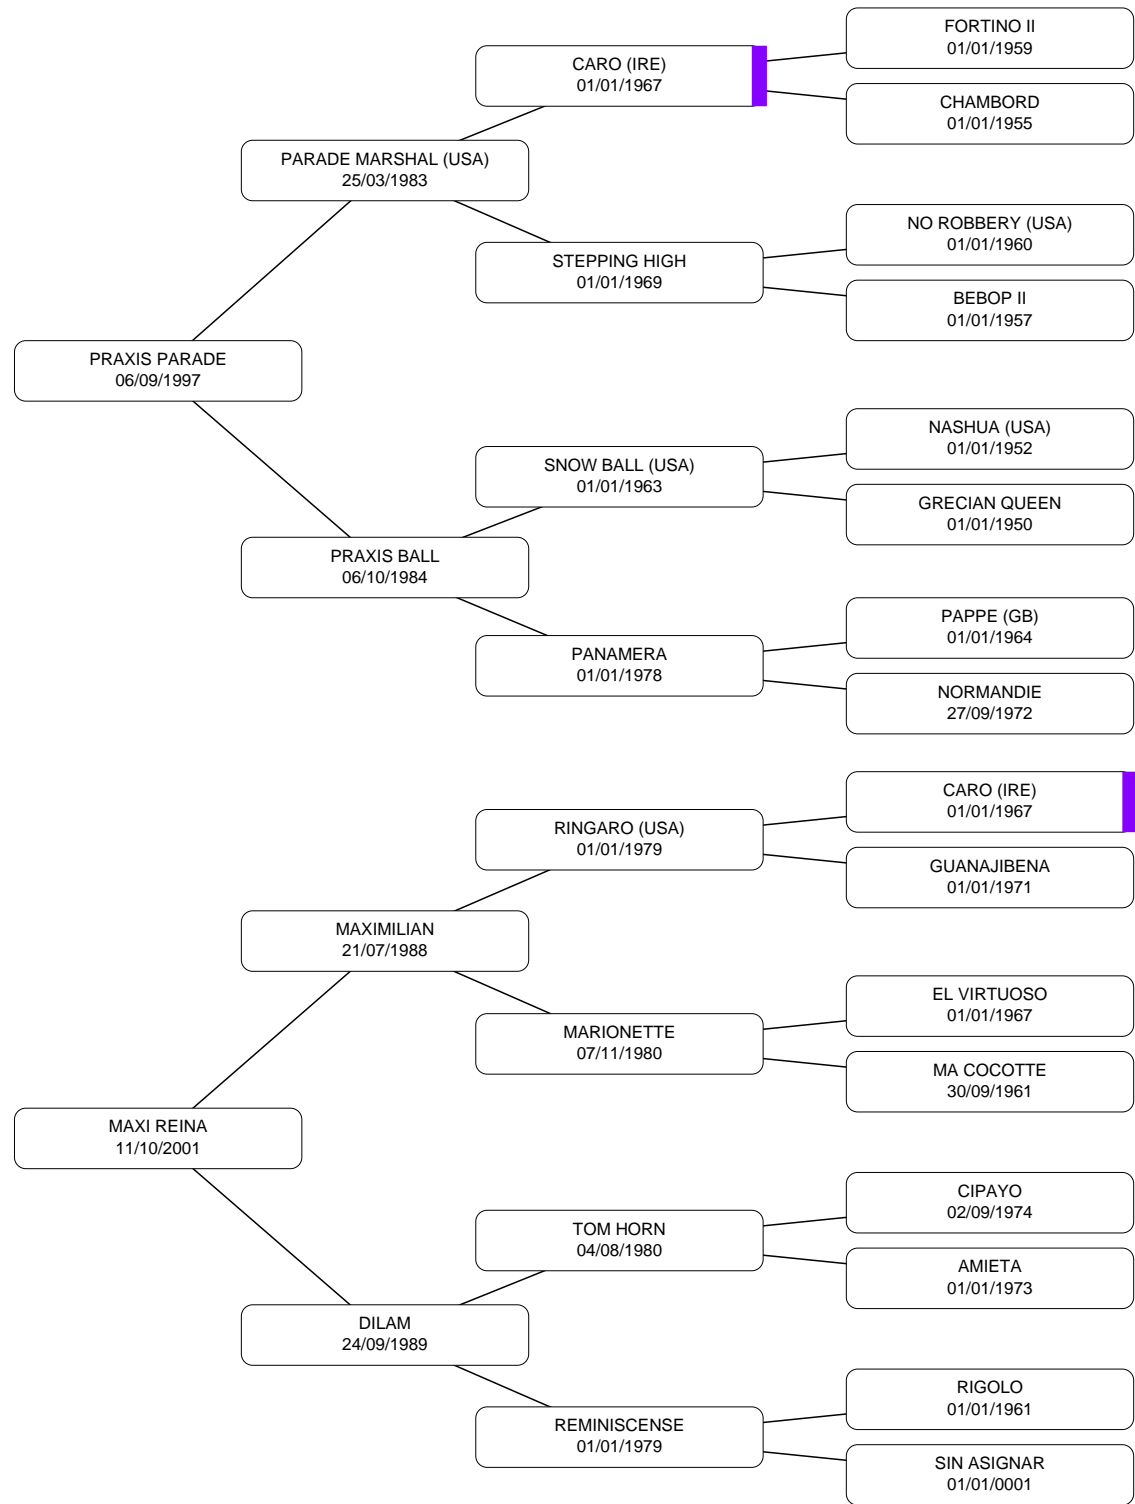 FORTINO II
01/01/1959
CARO (IRE)
01/01/1967
CHAMBORD
01/01/1955
PARADE MARSHAL (USA)
25/03/1983
NO ROBBERY (USA)
01/01/1960
STEPPING HIGH
01/01/1969
BEBOP II
01/01/1957
PRAXIS PARADE
06/09/1997
NASHUA (USA)
01/01/1952
SNOW BALL (USA)
01/01/1963
GRECIAN QUEEN
01/01/1950
PRAXIS BALL
06/10/1984
PAPPE (GB)
01/01/1964
PANAMERA
01/01/1978
NORMANDIE
27/09/1972
CARO (IRE)
01/01/1967
RINGARO (USA)
01/01/1979
GUANAJIBENA
01/01/1971
MAXIMILIAN
21/07/1988
EL VIRTUOSO
01/01/1967
MARIONETTE
07/11/1980
MA COCOTTE
30/09/1961
MAXI REINA
11/10/2001
CIPAYO
02/09/1974
TOM HORN
04/08/1980
AMIETA
01/01/1973
DILAM
24/09/1989
RIGOLO
01/01/1961
REMINISCENSE
01/01/1979
SIN ASIGNAR
01/01/0001